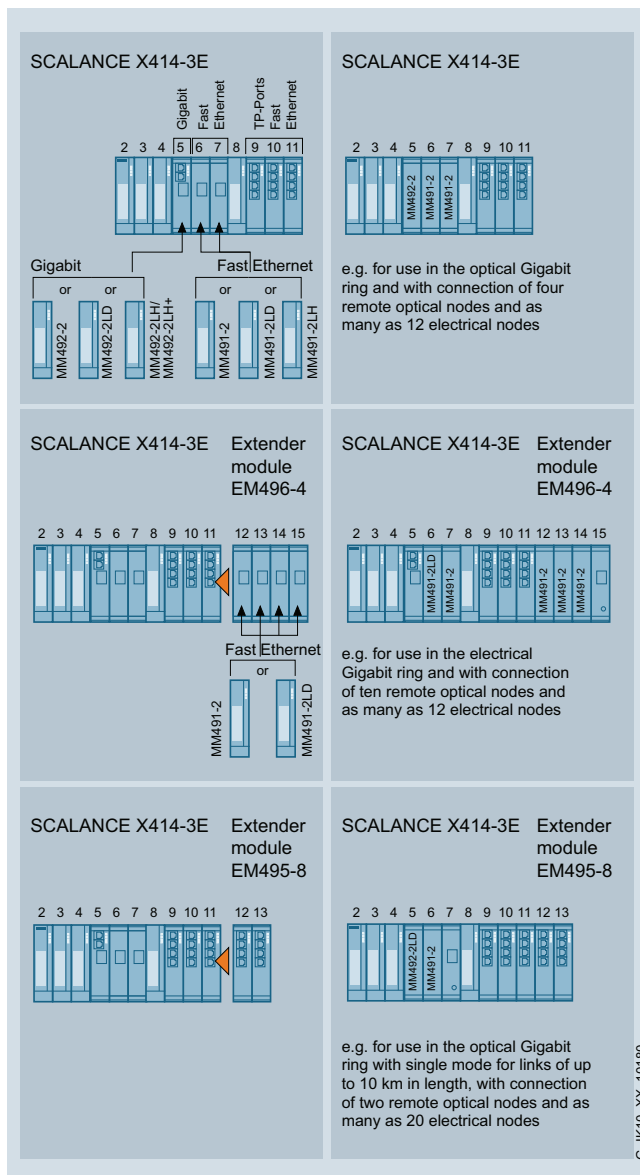 SCALANCE X414-3E
Gigabit
Fast
Ethernet
TP-Ports
Fast
Ethernet
2 3 4 5 6 7 8 9 10 11
Gigabit
Fast Ethernet
or or or or
MM492-2
MM492-2LD
MM492-2LH/
MM492-2LH+
MM491-2
MM491-2LD
MM491-2LH
SCALANCE X414-3E
2 3 4 5 6 7 8 9 10 11
MM492-2
MM491-2
MM491-2
e.g. for use in the optical Gigabit
ring and with connection of four
remote optical nodes and as
many as 12 electrical nodes
SCALANCE X414-3E Extender
module
EM496-4
2 3 4 5 6 7 8 9 10 11 12 13 14 15
Fast Ethernet
or
MM491-2
MM491-2LD
SCALANCE X414-3E Extender
module
EM496-4
2 3 4 5 6 7 8 9 10 11 12 13 14 15
MM491-2LD
MM491-2
MM491-2
MM491-2
MM491-2
e.g. for use in the electrical
Gigabit ring and with connection
of ten remote optical nodes and
as many as 12 electrical nodes
SCALANCE X414-3E Extender
module
EM495-8
2 3 4 5 6 7 8 9 10 11 12 13
SCALANCE X414-3E Extender
module
EM495-8
2 3 4 5 6 7 8 9 10 11 12 13
MM492-2LD
MM491-2
e.g. for use in the optical Gigabit
ring with single mode for links of up
to 10 km in length, with connection
of two remote optical nodes and as
many as 20 electrical nodes